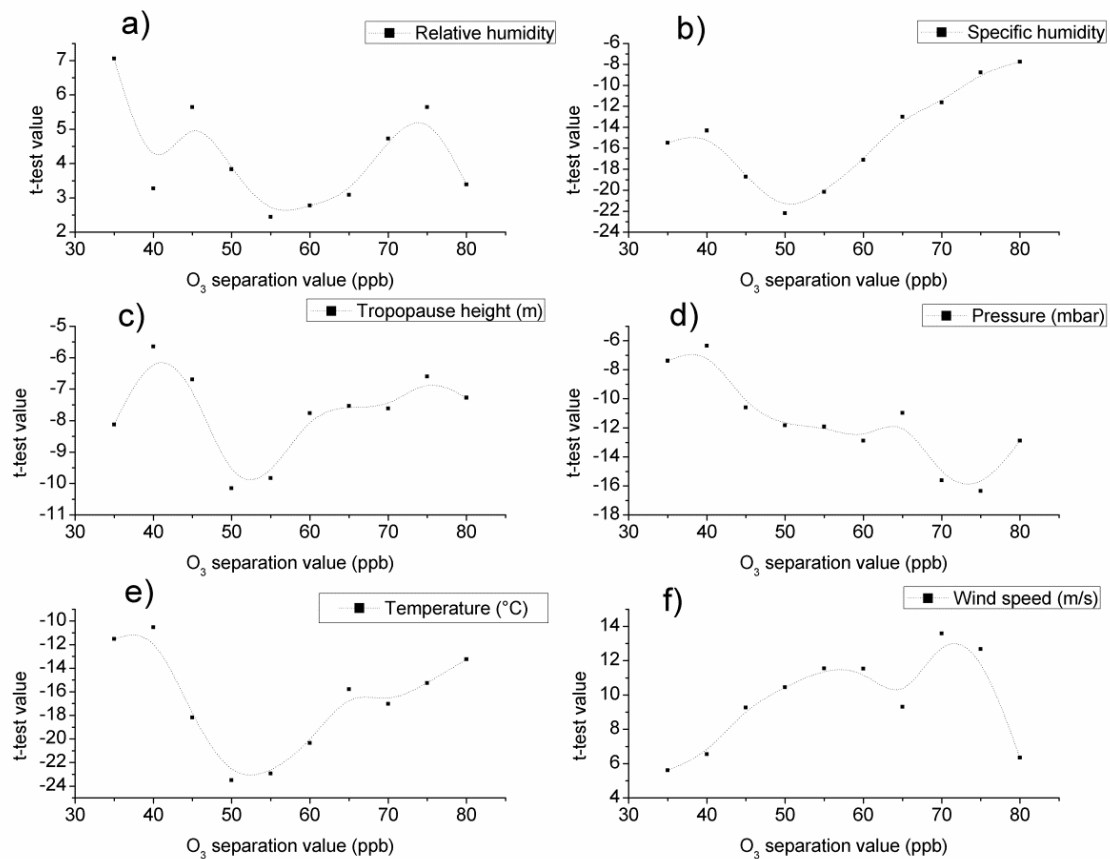 a)
Relative humidity
7
6
5
4
3
2
t-test value
30 40 50 60 70 80
O₃ separation value (ppb)
b)
Specific humidity
-6
-8
-10
-12
-14
-16
-18
-20
-22
-24
t-test value
30 40 50 60 70 80
O₃ separation value (ppb)
c)
Tropopause height (m)
-5
-6
-7
-8
-9
-10
-11
t-test value
30 40 50 60 70 80
O₃ separation value (ppb)
d)
Pressure (mbar)
-4
-6
-8
-10
-12
-14
-16
-18
t-test value
30 40 50 60 70 80
O₃ separation value (ppb)
e)
Temperature (°C)
-10
-12
-14
-16
-18
-20
-22
-24
t-test value
30 40 50 60 70 80
O₃ separation value (ppb)
f)
Wind speed (m/s)
14
12
10
8
6
4
t-test value
30 40 50 60 70 80
O₃ separation value (ppb)